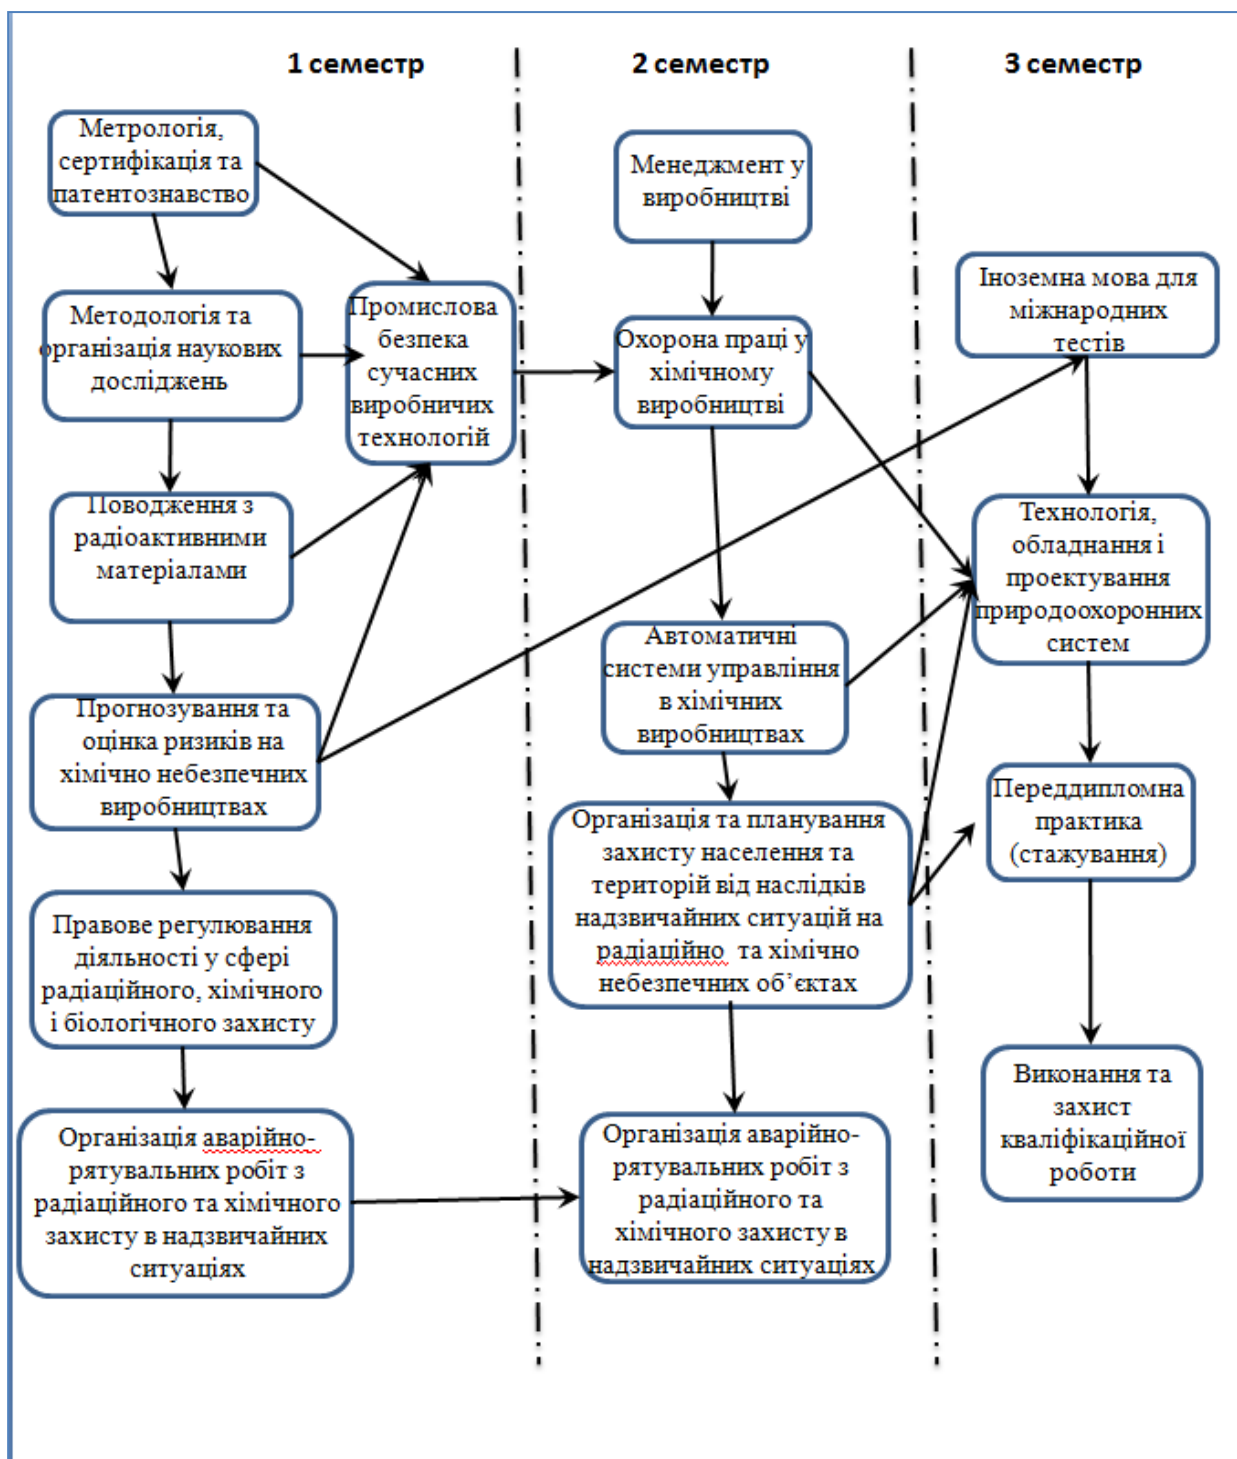 1 семестр
2 семестр
3 семестр
Метрологія,
сертифікація та
патентознавство
Методологія та
організація наукових
досліджень
Поводження з
радіоактивними
матеріалами
Прогнозування та
оцінка ризиків на
хімічно небезпечних
виробництвах
Правове регулювання
діяльності у сфері
радіаційного, хімічного
і біологічного захисту
Організація аварійно-
рятувальних робіт з
радіаційного та хімічного
захисту в надзвичайних
ситуаціях
Промислова
безпека
сучасних
виробничих
технологій
Менеджмент у
виробництві
Охорона праці у
хімічному
виробництві
Автоматичні
системи управління
в хімічних
виробництвах
Організація та планування
захисту населення та
територій від наслідків
надзвичайних ситуацій на
радіаційно та хімічно
небезпечних об’єктах
Організація аварійно-
рятувальних робіт з
радіаційного та
хімічного захисту в
надзвичайних ситуаціях
Іноземна мова для
міжнародних
тестів
Технологія,
обладнання і
проектування
природоохоронних
систем
Переддипломна
практика
(стажування)
Виконання та
захист
кваліфікаційної
роботи